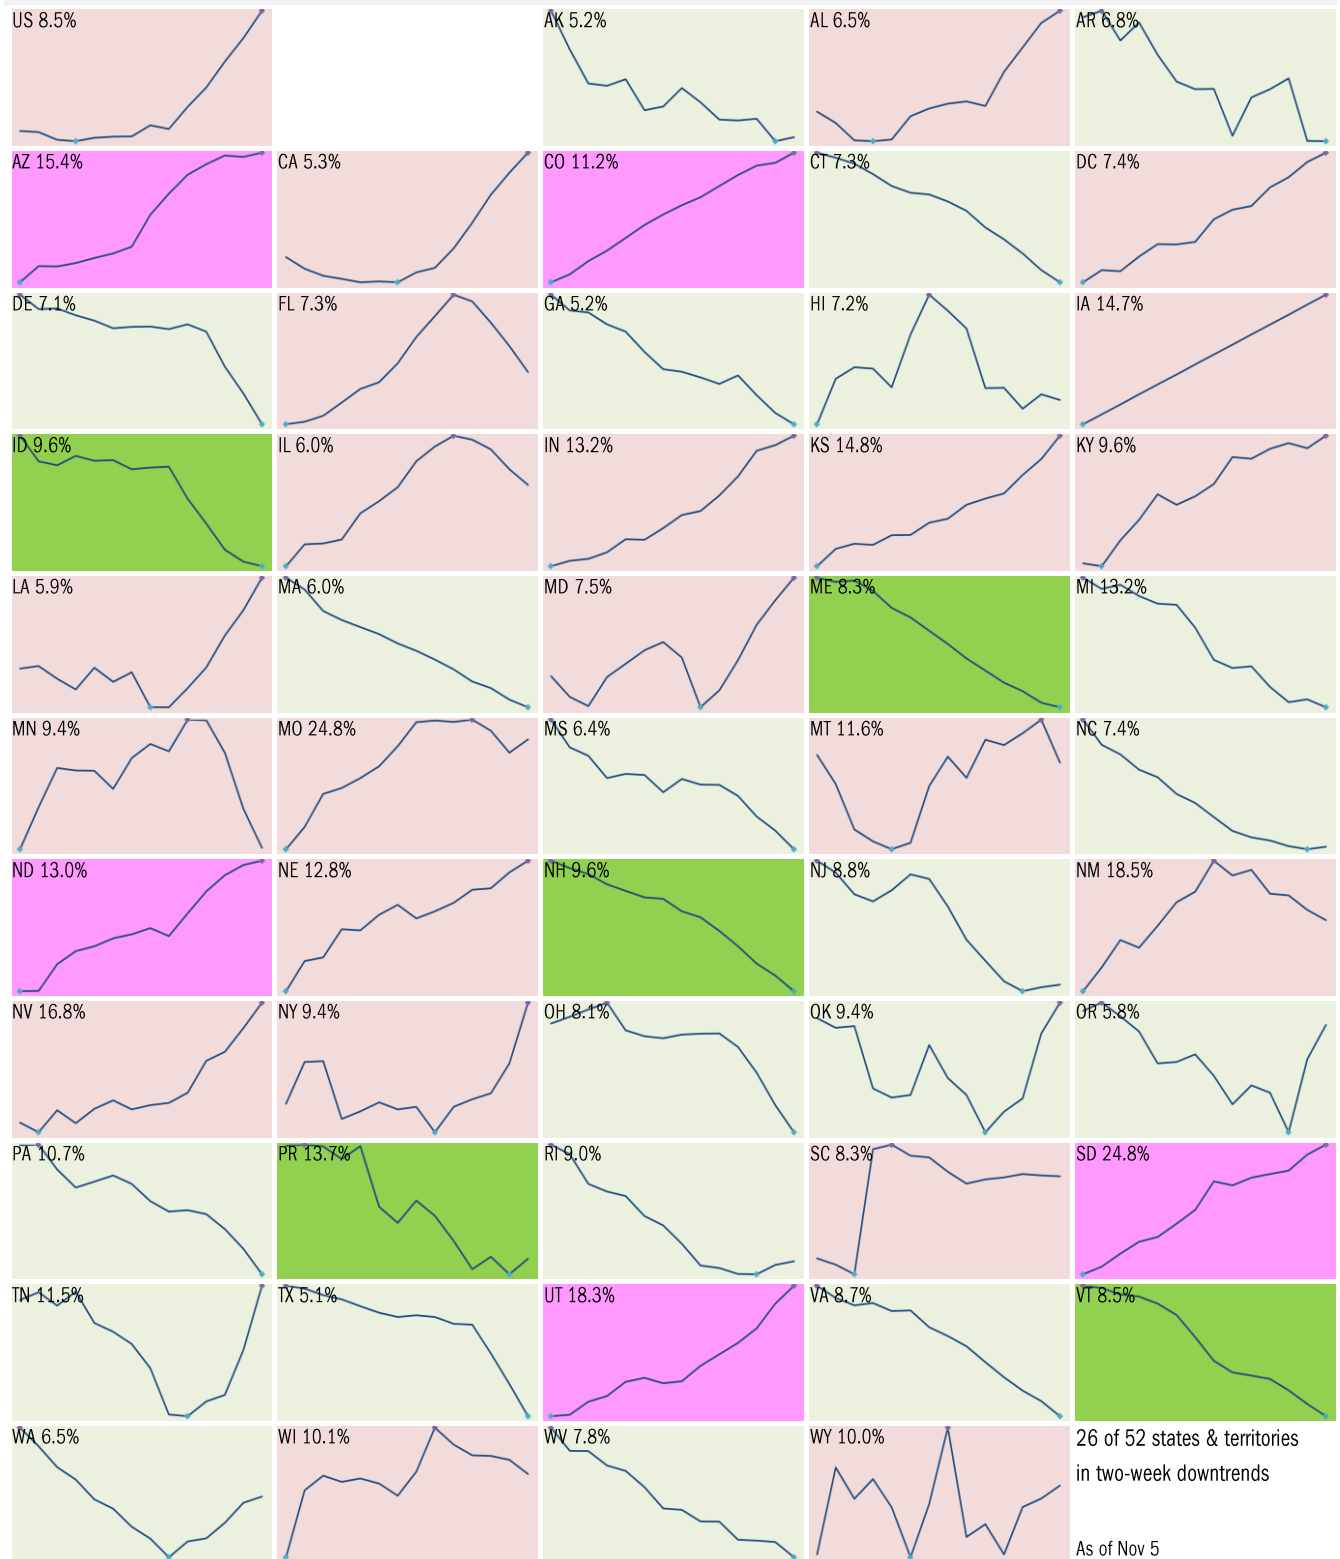 US 8.5%
AK 5.2%
AL 6.5%
AR 6.8%
AZ 15.4%
CA 5.3%
CO 11.2%
CT 7.3%
DC 7.4%
DE 7.1%
FL 7.3%
GA 5.2%
HI 7.2%
IA 14.7%
ID 9.6%
IL 6.0%
IN 13.2%
KS 14.8%
KY 9.6%
LA 5.9%
MA 6.0%
MD 7.5%
ME 8.3%
MI 13.2%
MN 9.4%
MO 24.8%
MS 6.4%
MT 11.6%
NC 7.4%
ND 13.0%
NE 12.8%
NH 9.6%
NJ 8.8%
NM 18.5%
NV 16.8%
NY 9.4%
OH 8.1%
OK 9.4%
OR 5.8%
PA 10.7%
PR 13.7%
RI 9.0%
SC 8.3%
SD 24.8%
TN 11.5%
TX 5.1%
UT 18.3%
VA 8.7%
VT 8.5%
WA 6.5%
WI 10.1%
WV 7.8%
WY 10.0%
26 of 52 states & territories
in two-week downtrends
As of Nov 5